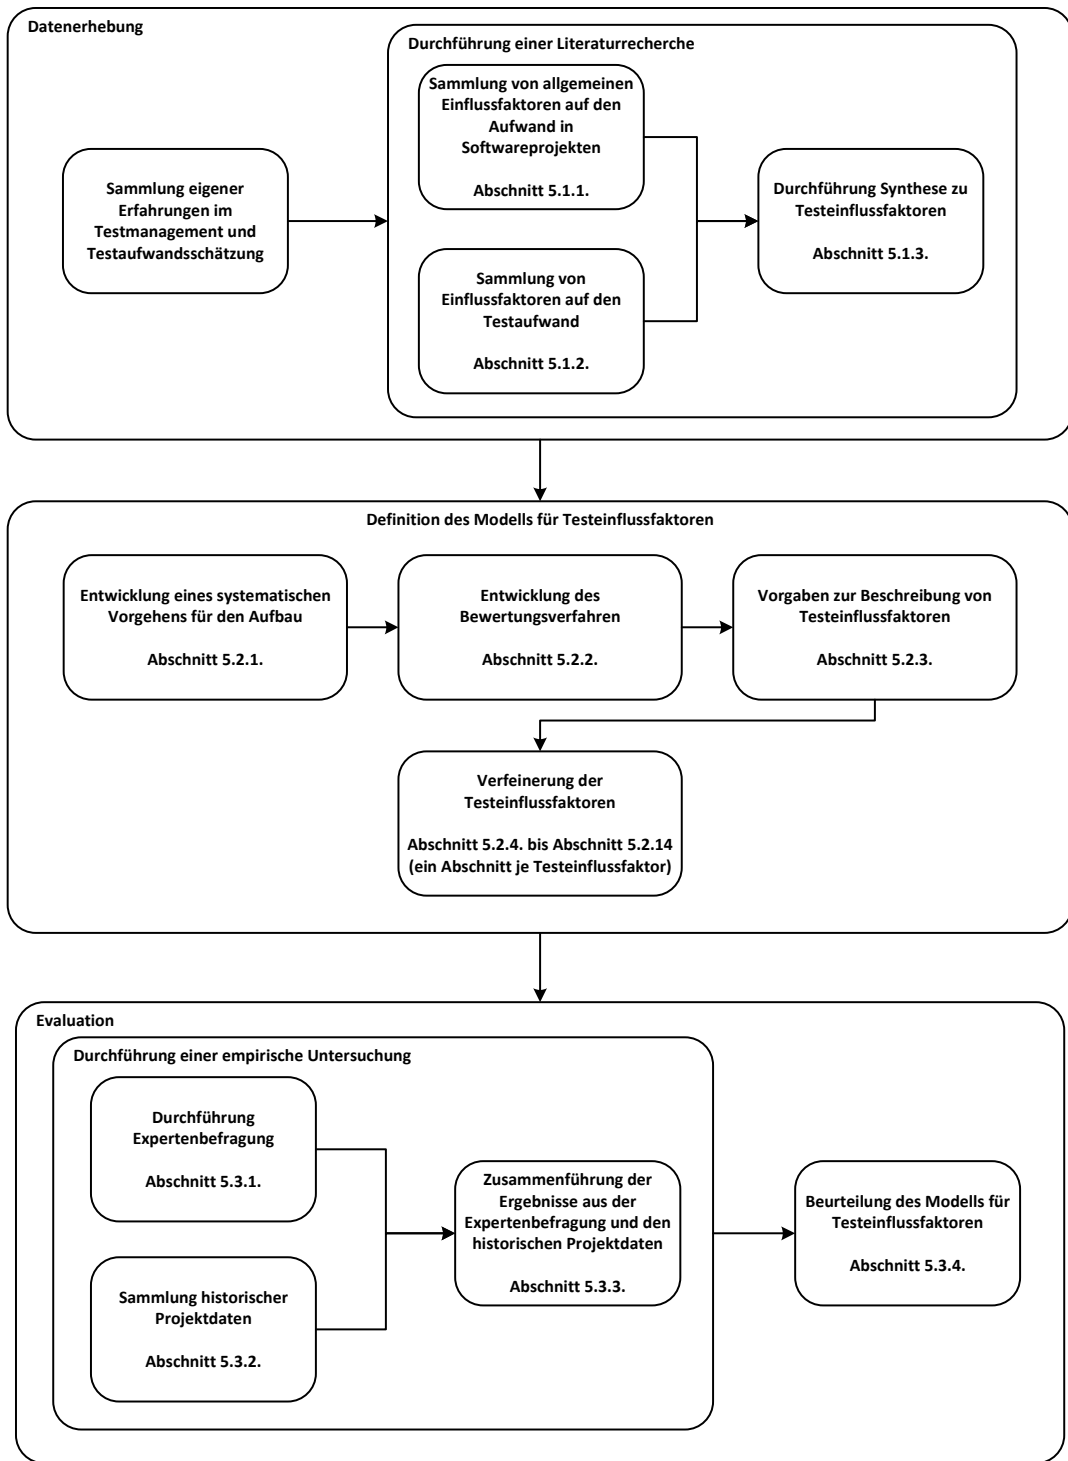 Datenerhebung
Durchführung einer Literaturrecherche
Sammlung von allgemeinen
Einflussfaktoren auf den
Aufwand in
Softwareprojekten
Abschnitt 5.1.1.
Sammlung eigener
Erfahrungen im
Testmanagement und
Testaufwandsschätzung
Durchführung Synthese zu
Testeinflussfaktoren
Abschnitt 5.1.3.
Sammlung von
Einflussfaktoren auf den
Testaufwand
Abschnitt 5.1.2.
Definition des Modells für Testeinflussfaktoren
Entwicklung eines systematischen
Vorgehens für den Aufbau
Abschnitt 5.2.1.
Entwicklung des
Bewertungsverfahren
Abschnitt 5.2.2.
Vorgaben zur Beschreibung von
Testeinflussfaktoren
Abschnitt 5.2.3.
Verfeinerung der
Testeinflussfaktoren
Abschnitt 5.2.4. bis Abschnitt 5.2.14
(ein Abschnitt je Testeinflussfaktor)
Evaluation
Durchführung einer empirische Untersuchung
Durchführung
Expertenbefragung
Abschnitt 5.3.1.
Sammlung historischer
Projektdaten
Abschnitt 5.3.2.
Zusammenführung der
Ergebnisse aus der
Expertenbefragung und den
historischen Projektdaten
Abschnitt 5.3.3.
Beurteilung des Modells für
Testeinflussfaktoren
Abschnitt 5.3.4.